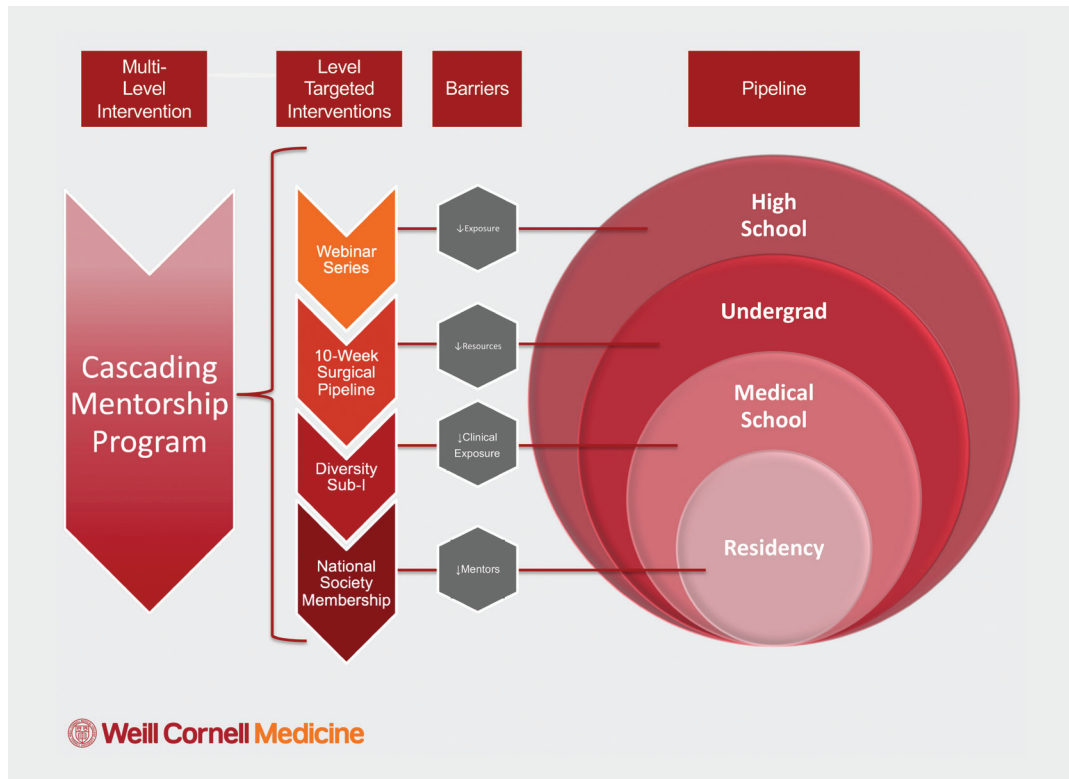 Multi-
Level
Intervention
Level
Targeted
Interventions
Barriers
Pipeline
Cascading
Mentorship
Program
Webinar
Series
10-Week
Surgical
Pipeline
Diversity
Sub-I
National
Society
Membership
↓Exposure
↓Resources
↓Clinical
Exposure
↓Mentors
High
School
Undergrad
Medical
School
Residency
Weill Cornell Medicine